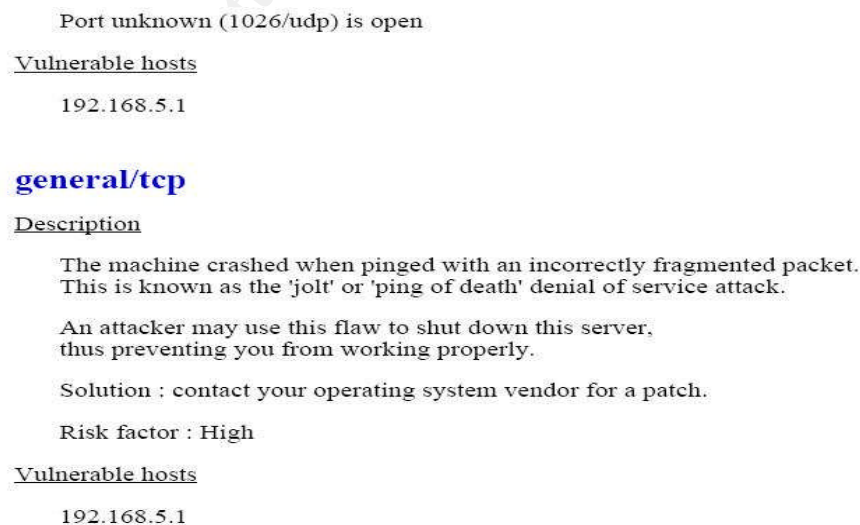 Port unknown (1026/udp) is open
Vulnerable hosts
192.168.5.1
general/tcp
Description
The machine crashed when pinged with an incorrectly fragmented packet.
This is known as the 'jolt' or 'ping of death' denial of service attack.
An attacker may use this flaw to shut down this server,
thus preventing you from working properly.
Solution : contact your operating system vendor for a patch.
Risk factor : High
Vulnerable hosts
192.168.5.1